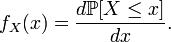 f_X(x) = \frac{d\mathbb{P}[X \leq x]}{dx}.